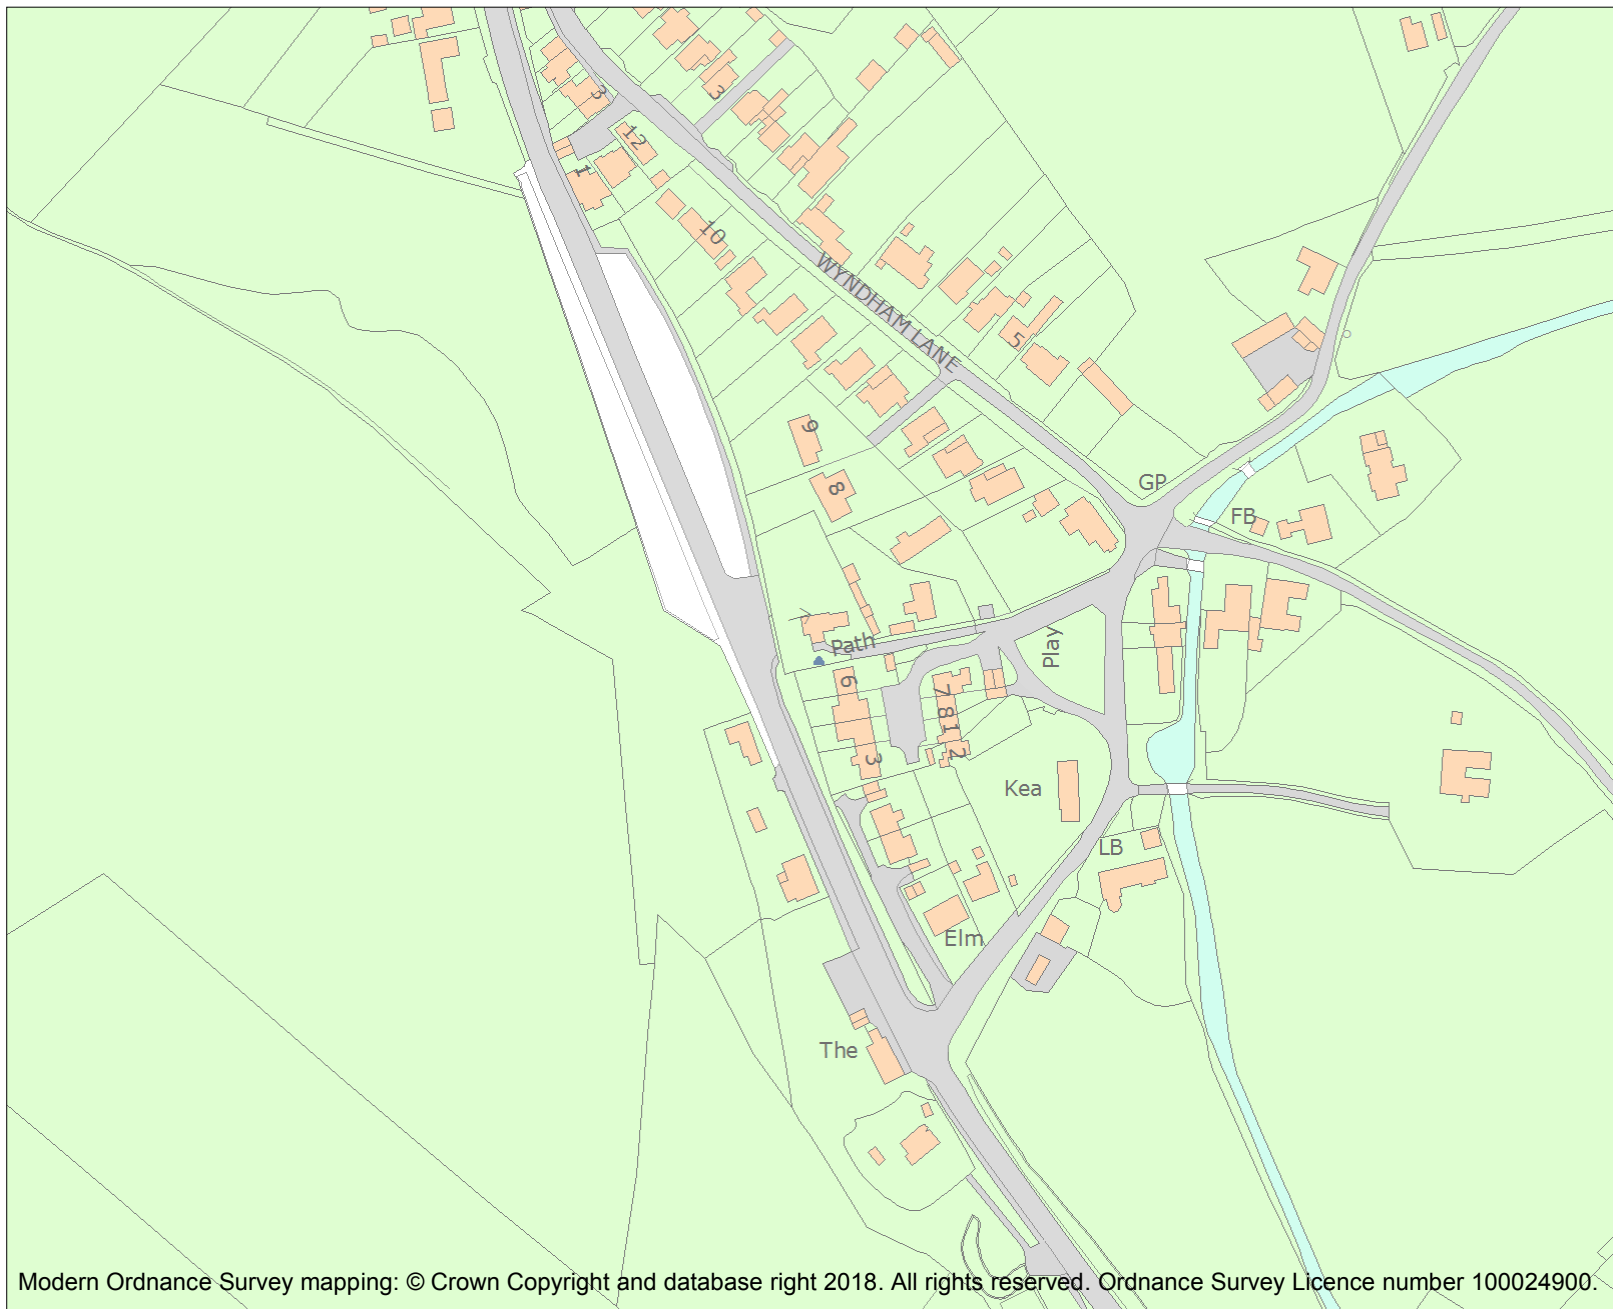 3
3
12
1
10
WYNDHAM LANE
5
9
8
GP
FB
Path
Play
6
7
8
1
2
3
Kea
LB
Elm
The
Modern Ordnance Survey mapping: © Crown Copyright and database right 2018. All rights reserved. Ordnance Survey Licence number 100024900.